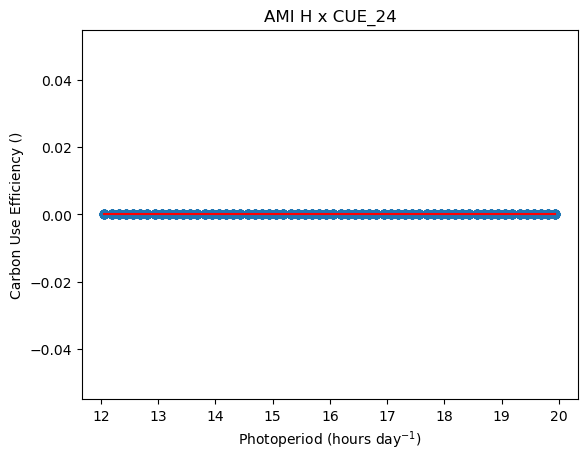 AMI H x CUE_24
0.04
0.02
0.00
−0.02
−0.04
Carbon Use Efficiency ()
12 13 14 15 16 17 18 19 20
Photoperiod (hours day⁻¹)